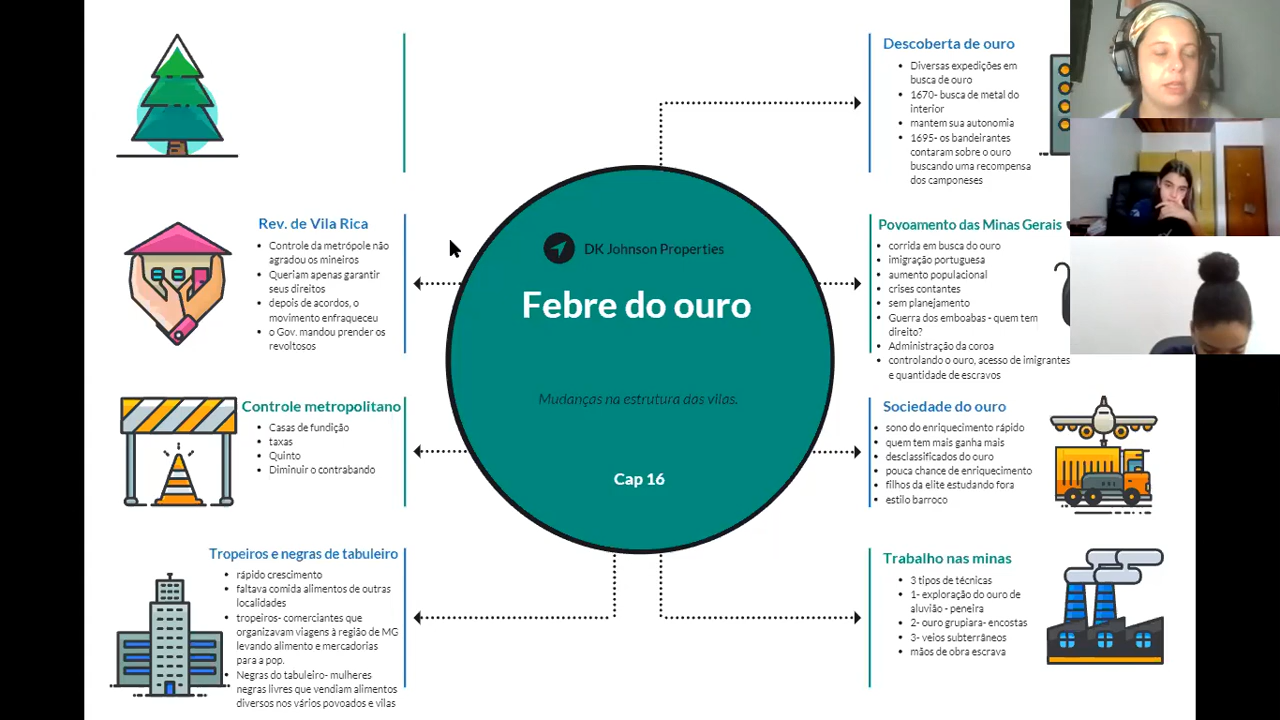 Descoberta de ouro
Diversas expedições em
busca de ouro
1670- busca de metal do
interior
mantem sua autonomia
1695- os bandeirantes
contaram sobre o ouro
buscando uma recompensa
dos camponeses
Rev. de Vila Rica
Controle da metrópole não
agradou os mineiros
Queriam apenas garantir
seus direitos
depois de acordos, o
movimento enfraqueceu
o Gov. mandou prender os
revoltosos
DK Johnson Properties
Febre do ouro
Mudanças na estrutura das vilas.
Cap 16
Povoamento das Minas Gerais
corrida em busca do ouro
imigração portuguesa
aumento populacional
crises contantes
sem planejamento
Guerra dos emboabas - quem tem
direito?
Administração da coroa
controlando o ouro, acesso de imigrantes
e quantidade de escravos
Controle metropolitano
Casas de fundição
taxas
Quinto
Diminuir o contrabando
Sociedade do ouro
sono do enriquecimento rápido
quem tem mais ganha mais
desclassificados do ouro
pouca chance de enriquecimento
filhos da elite estudando fora
estilo barroco
Tropeiros e negras de tabuleiro
rápido crescimento
faltava comida alimentos de outras
localidades
tropeiros- comerciantes que
organizavam viagens à região de MG
levando alimento e mercadorias
para a pop.
Negras do tabuleiro- mulheres
negras livres que vendiam alimentos
diversos nos vários povoados e vilas
Trabalho nas minas
3 tipos de técnicas
1- exploração do ouro de
aluvião - peneira
2- ouro grupiara- encostas
3- veios subterrâneos
mãos de obra escrava